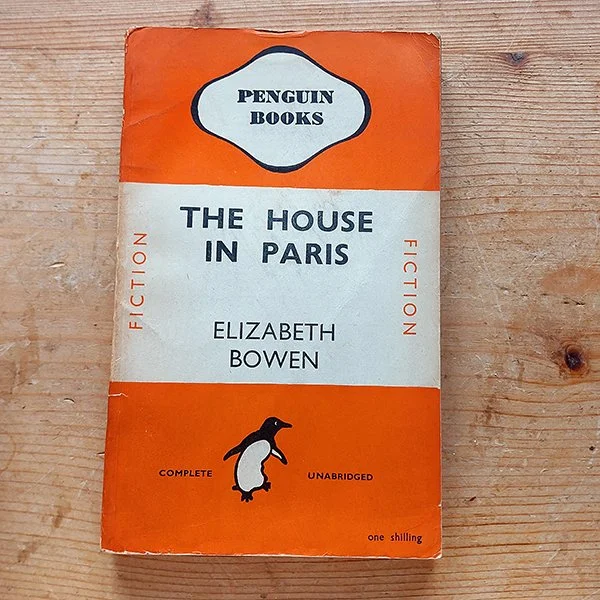 PENGUIN
BOOKS
THE HOUSE
IN PARIS
FICTION
FICTION
ELIZABETH
BOWEN
COMPLETE UNABRIDGED
one shilling